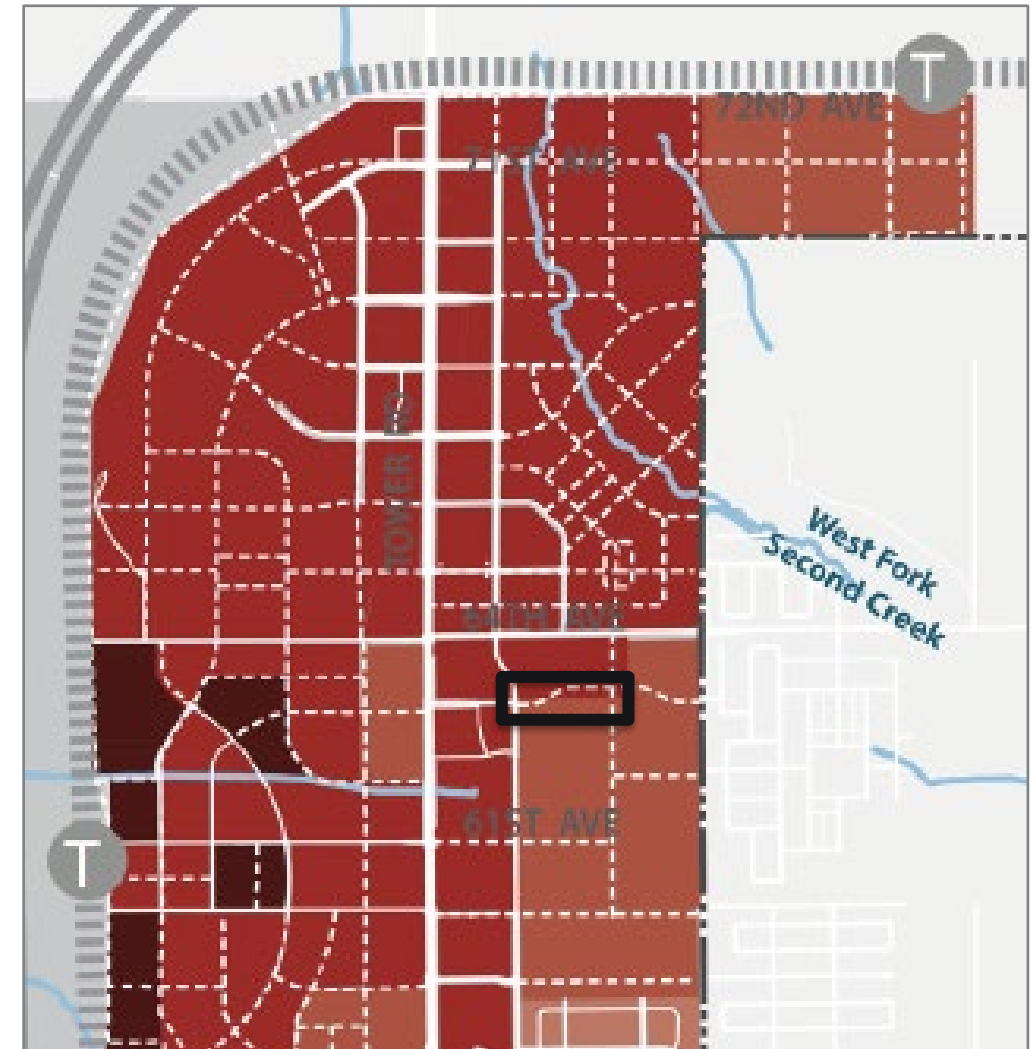 T
72ND AVE
71ST AVE
TOWER RD
West Fork
Second Creek
64TH AVE
61ST AVE
T